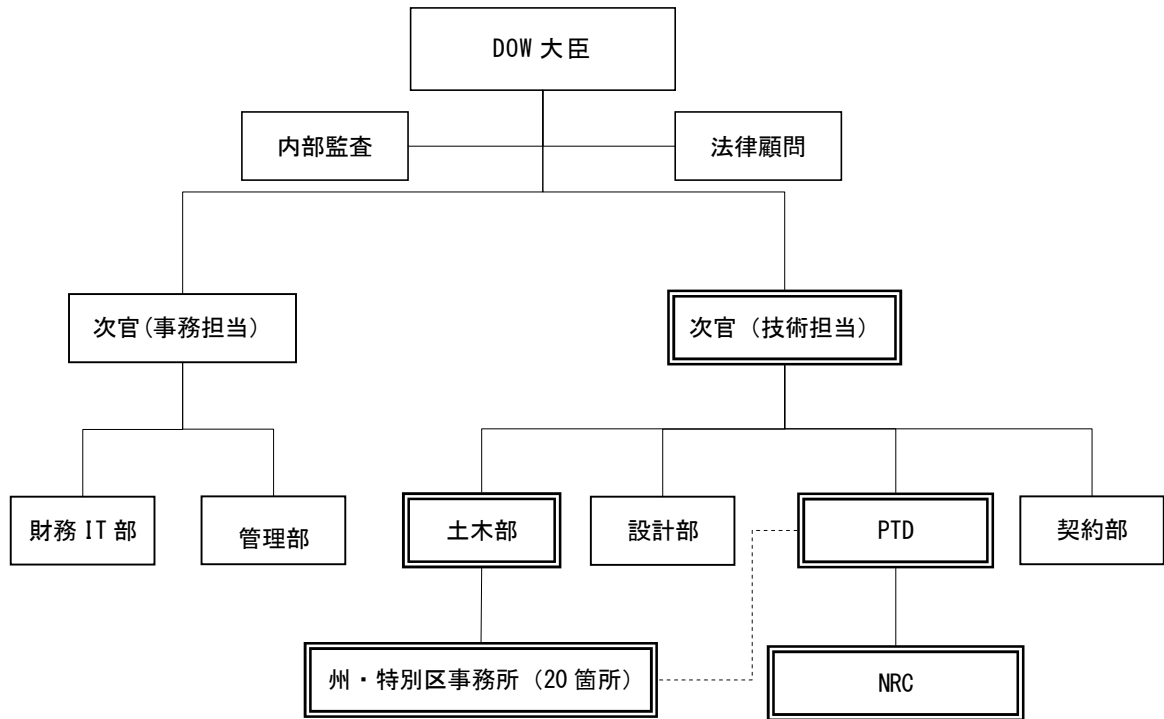 DOW 大臣
内部監査
法律顧問
次官(事務担当)
次官（技術担当）
財務 IT 部
管理部
土木部
設計部
PTD
契約部
州・特別区事務所（20 箇所）
NRC